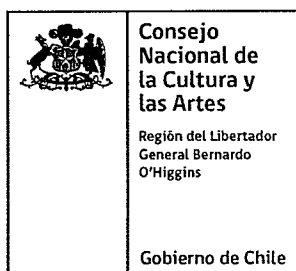 Consejo
Nacional de
la Cultura y
las Artes
Región del Libertador
General Bernardo
O'Higgins
Gobierno de Chile